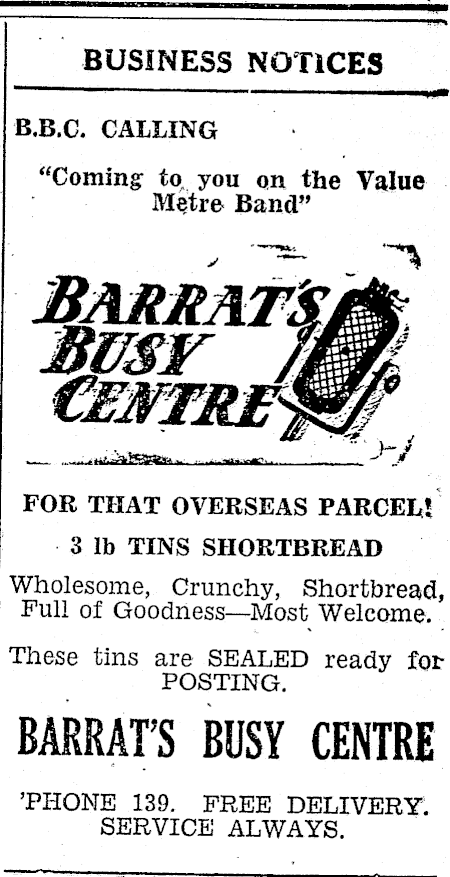 BUSINESS NOTICES
B.B.C. CALLING
"Coming to you on the Value
Metre Band"
BARRAT'S
BUSY
CENTRE
FOR THAT OVERSEAS PARCEL!
3 lb TINS SHORTBREAD
Wholesome, Crunchy, Shortbread,
Full of Goodness—Most Welcome.
These tins are SEALED ready for
POSTING.
BARRAT'S BUSY CENTRE
'PHONE 139. FREE DELIVERY.
SERVICE ALWAYS.